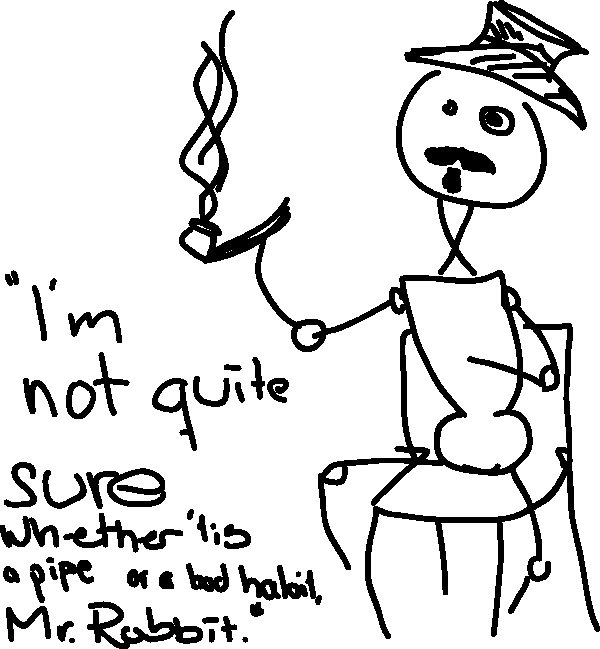 "I'm
not quite
sure
whether 'tis
a pipe or a bad habit,
Mr. Rabbit."